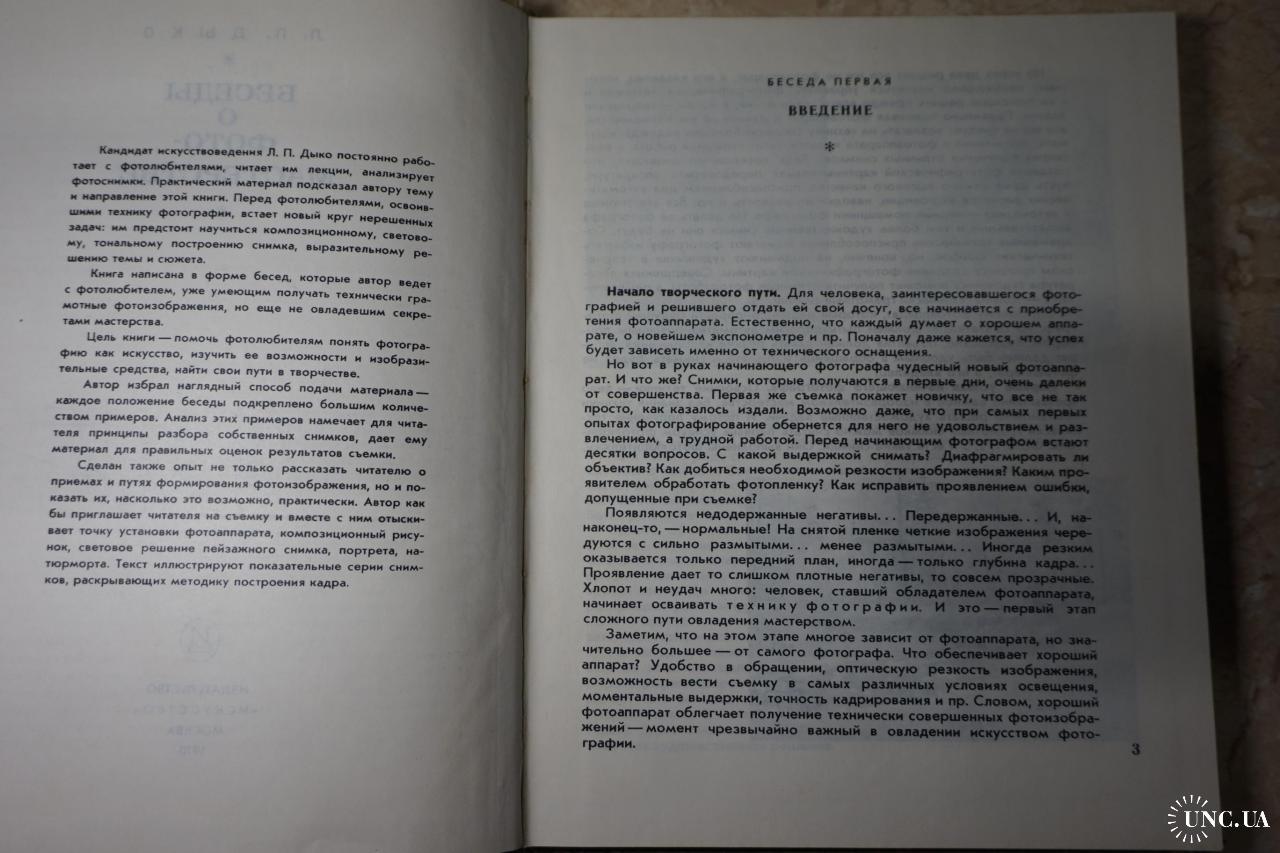 Кандидат искусствоведения Л. П. Дыко постоянно рабо-
тает с фотолюбителями, читает им лекции, анализирует
фотоснимки. Практический материал подсказал автору тему
и направление этой книги. Перед фотолюбителями, освоив-
шими технику фотографии, встает новый круг нерешенных
задач: им предстоит научиться композиционному, светово-
му, тональному построению снимка, выразительному ре-
шению темы и сюжета.
Книга написана в форме бесед, которые автор ведет
с фотолюбителем, уже умеющим получать технически гра-
мотные фотоизображения, но еще не овладевшим секре-
тами мастерства.
Цель книги — помочь фотолюбителям понять фотогра-
фию как искусство, изучить ее возможности и изобрази-
тельные средства, найти свои пути в творчестве.
Автор избрал наглядный способ подачи материала —
каждое положение беседы подкреплено большим количе-
ством примеров. Анализ этих примеров намечает для чита-
теля принципы разбора собственных снимков, дает ему
материал для правильных оценок результатов съемки.
Сделан также опыт не только рассказать читателю о
приемах и путях формирования фотоизображения, но и по-
казать их, насколько это возможно, практически. Автор как
бы приглашает читателя на съемку и вместе с ним отыски-
вает точку установки фотоаппарата, композиционный рису-
нок, световое решение пейзажного снимка, портрета, на-
тюрморта. Текст иллюстрируют показательные серии сним-
ков, раскрывающих методику построения кадра.
БЕСЕДА ПЕРВАЯ
ВВЕДЕНИЕ
*
Начало творческого пути. Для человека, заинтересовавшегося фото-
графией и решившего отдать ей свой досуг, все начинается с приобре-
тения фотоаппарата. Естественно, что каждый думает о хорошем аппа-
рате, о новейшем экспонометре и пр. Поначалу даже кажется, что успех
будет зависеть именно от технического оснащения.
Но вот в руках начинающего фотографа чудесный новый фотоаппа-
рат. И что же? Снимки, которые получаются в первые дни, очень далеки
от совершенства. Первая же съемка покажет новичку, что все не так
просто, как казалось издали. Возможно даже, что при самых первых
опытах фотографирование обернется для него не удовольствием и раз-
влечением, а трудной работой. Перед начинающим фотографом встают
десятки вопросов. С какой выдержкой снимать? Диафрагмировать ли
объектив? Как добиться необходимой резкости изображения? Каким про-
явителем обработать фотопленку? Как исправить проявлением ошибки,
допущенные при съемке?
Появляются недодержанные негативы... Передержанные... И, на-
наконец-то, — нормальные! На снятой пленке четкие изображения чере-
дуются с сильно размытыми... менее размытыми... Иногда резким
оказывается только передний план, иногда — только глубина кадра...
Проявление дает то слишком плотные негативы, то совсем прозрачные.
Хлопот и неудач много: человек, ставший обладателем фотоаппарата,
начинает осваивать технику фотографии. И это — первый этап
сложного пути овладения мастерством.
Заметим, что на этом этапе многое зависит от фотоаппарата, но зна-
чительно большее — от самого фотографа. Что обеспечивает хороший
аппарат? Удобство в обращении, оптическую резкость изображения,
возможность вести съемку в самых различных условиях освещения,
моментальные выдержки, точность кадрирования и пр. Словом, хороший
фотоаппарат облегчает получение технически совершенных фотоизобра-
жений — момент чрезвычайно важный в овладении искусством фото-
графии.
3
UNC.UA